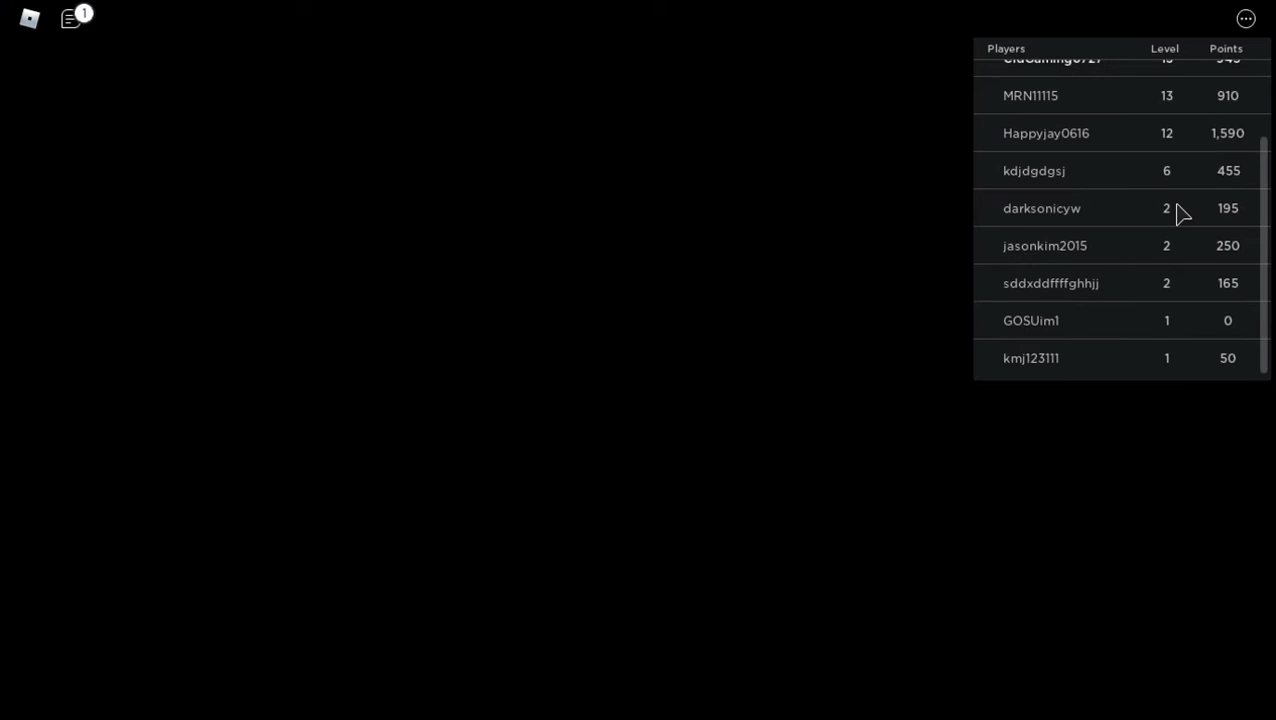 1
Players Level Points
MRN11115 13 910
Happyjay0616 12 1,590
kdjdgdgsj 6 455
darksonicyw 2 195
jasonkim2015 2 250
sddxddffffghhjj 2 165
GOSUim1 1 0
kmj123111 1 50